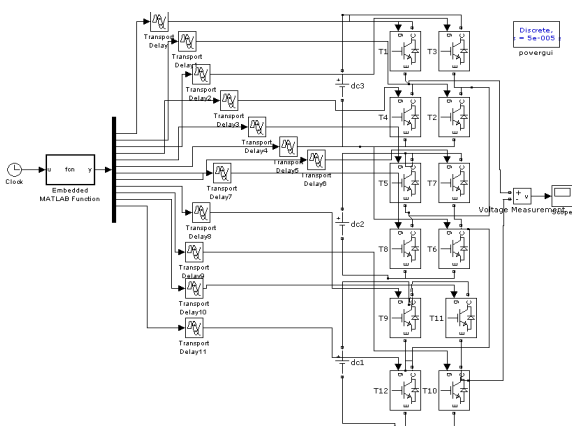 Transport
Delay
Transport
Delay1
Transport
Delay2
Transport
Delay3
Transport
Delay4
Transport
Delay5
Transport
Delay6
Transport
Delay7
Transport
Delay8
Transport
Delay9
Transport
Delay10
Transport
Delay11
Clock
u fcn y
Embedded
MATLAB Function
dc3
dc2
dc1
T1
T3
T4
T2
T5
T7
T8
T6
T9
T11
T12
T10
Discrete,
= 5e-005
powergui
+
-
v
Voltage Measurement
Scope